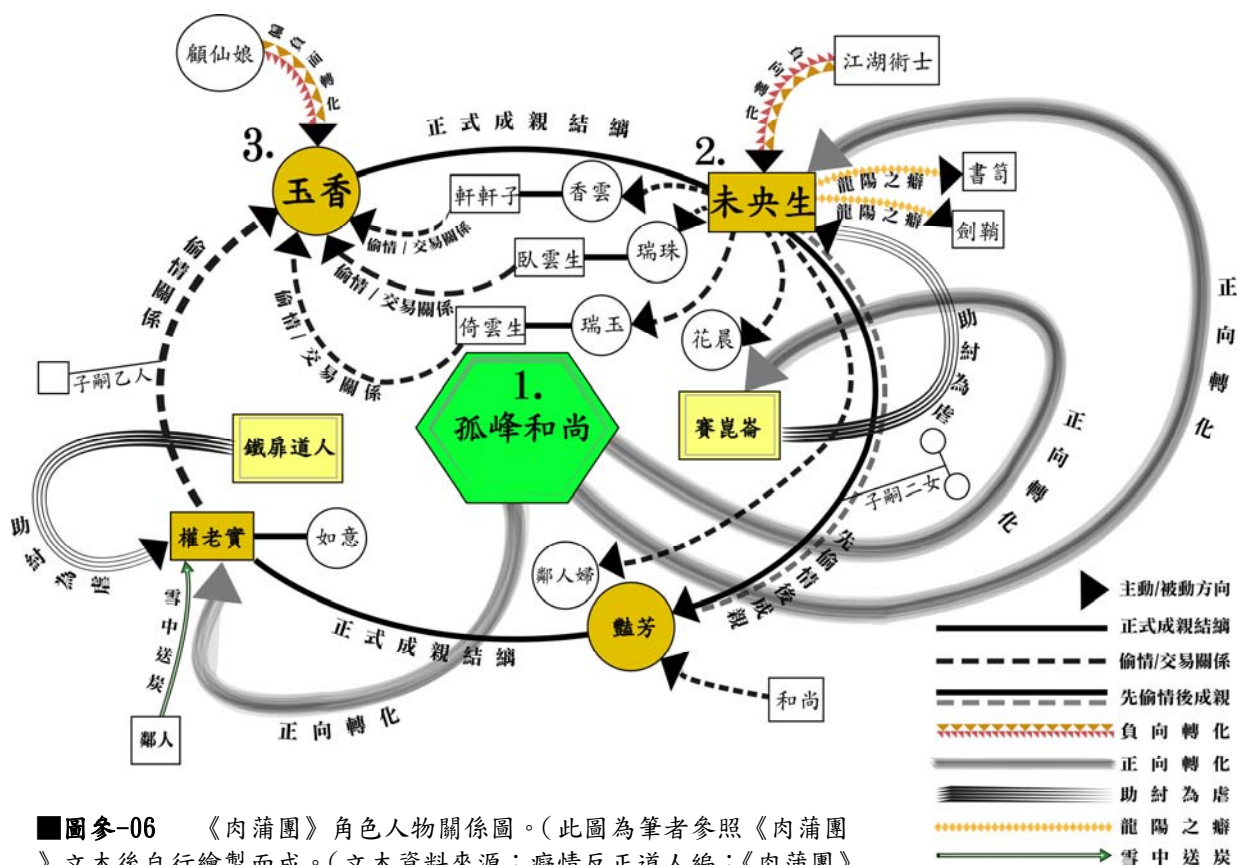 顧仙娘
負面轉化
江湖術士
負向轉化
正式成親結縭
3.
玉香
2.
未央生
軒軒子
香雲
偷情/交易關係
龍陽之癖
書笥
龍陽之癖
劍鞘
臥雲生
瑞珠
偷情/交易關係
倚雲生
瑞玉
偷情/交易關係
花晨
偷情關係
子嗣乙人
1.
孤峰和尚
賽崑崙
助紂為虐
正向轉化
正向轉化
子嗣二女
鐵扉道人
助紂為虐
權老實
如意
鄰人婦
先偷情後成親
豔芳
正式成親結縭
雪中送炭
鄰人
正向轉化
和尚
主動/被動方向
正式成親結縭
偷情/交易關係
先偷情後成親
負向轉化
正向轉化
助紂為虐
龍陽之癖
雪中送炭
■圖參-06 《肉蒲團》角色人物關係圖。(此圖為筆者參照《肉蒲團
》文本後自行繪製而成。(文本資料來源：癡情反正道人編：《肉蒲團》